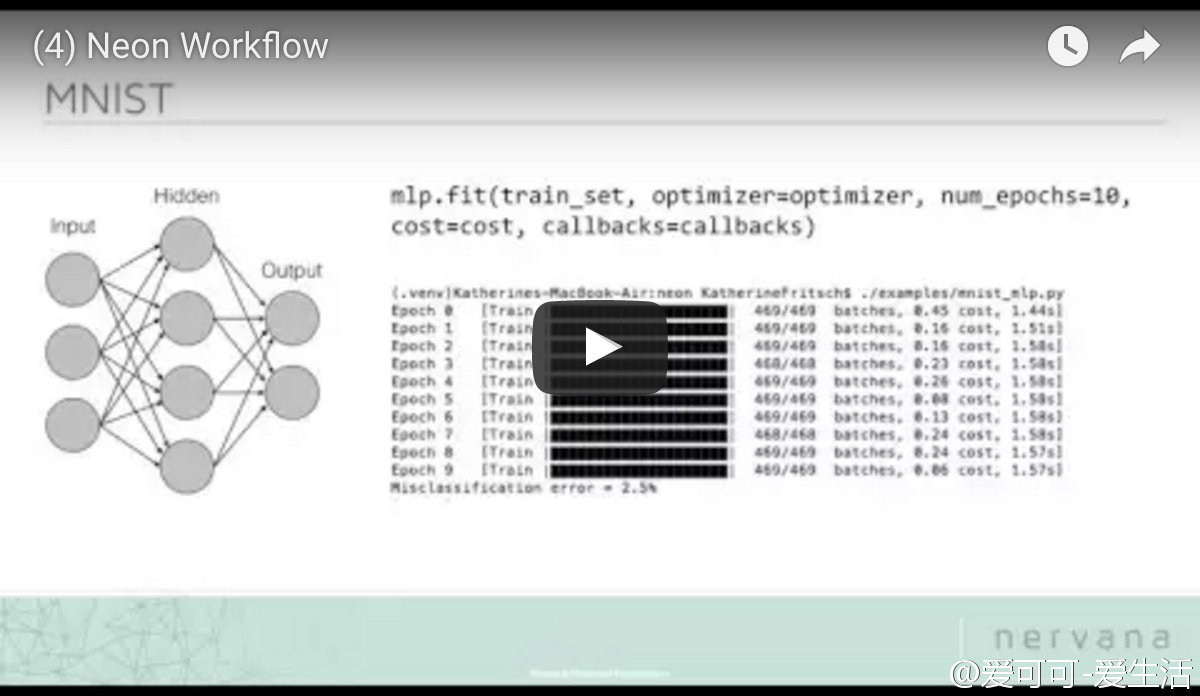 (4) Neon Workflow
MNIST
Hidden
Input
Output
mlp.fit(train_set, optimizer=optimizer, num_epochs=10,
cost=cost, callbacks=callbacks)
(.venv)Katherines-MacBook-Air:neon KatherineFritsch$ ./examples/mnist_mlp.py
Epoch 0 [Train 469/469 batches, 0.45 cost, 1.44s]
Epoch 1 [Train 469/469 batches, 0.16 cost, 1.51s]
Epoch 2 [Train 469/469 batches, 0.16 cost, 1.58s]
Epoch 3 [Train 468/468 batches, 0.23 cost, 1.58s]
Epoch 4 [Train 469/469 batches, 0.26 cost, 1.58s]
Epoch 5 [Train 469/469 batches, 0.08 cost, 1.58s]
Epoch 6 [Train 469/469 batches, 0.13 cost, 1.58s]
Epoch 7 [Train 468/468 batches, 0.24 cost, 1.58s]
Epoch 8 [Train 469/469 batches, 0.24 cost, 1.57s]
Epoch 9 [Train 469/469 batches, 0.06 cost, 1.57s]
Misclassification error = 2.5%
nervana
@爱可可-爱生活